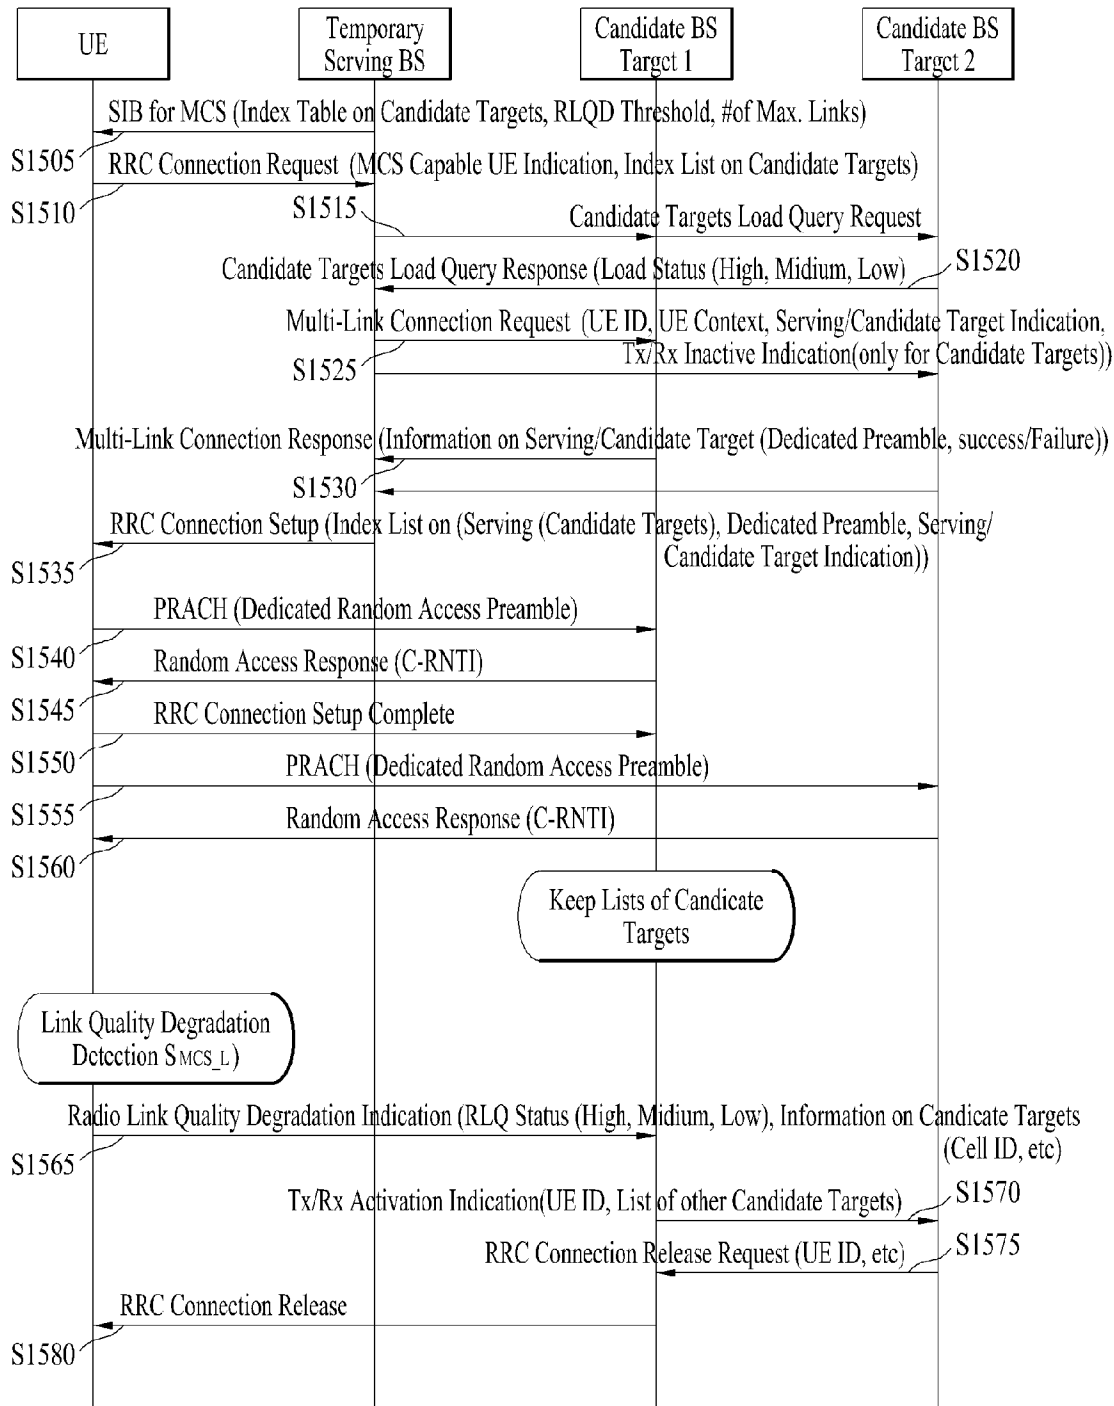 UE
Temporary
Serving BS
Candidate BS
Target 1
Candidate BS
Target 2
SIB for MCS (Index Table on Candidate Targets, RLQD Threshold, #of Max. Links)
S1505
RRC Connection Request (MCS Capable UE Indication, Index List on Candidate Targets)
S1510
S1515
Candidate Targets Load Query Request
Candidate Targets Load Query Response (Load Status (High, Midium, Low)
S1520
Multi-Link Connection Request (UE ID, UE Context, Serving/Candidate Target Indication,
Tx/Rx Inactive Indication(only for Candidate Targets))
S1525
Multi-Link Connection Response (Information on Serving/Candidate Target (Dedicated Preamble, success/Failure))
S1530
RRC Connection Setup (Index List on (Serving (Candidate Targets), Dedicated Preamble, Serving/
Candidate Target Indication))
S1535
PRACH (Dedicated Random Access Preamble)
S1540
Random Access Response (C-RNTI)
S1545
RRC Connection Setup Complete
S1550
PRACH (Dedicated Random Access Preamble)
S1555
Random Access Response (C-RNTI)
S1560
Keep Lists of Candicate
Targets
Link Quality Degradation
Detection SMCS_L)
Radio Link Quality Degradation Indication (RLQ Status (High, Midium, Low), Information on Candicate Targets
(Cell ID, etc)
S1565
Tx/Rx Activation Indication(UE ID, List of other Candidate Targets)
S1570
RRC Connection Release Request (UE ID, etc)
S1575
RRC Connection Release
S1580